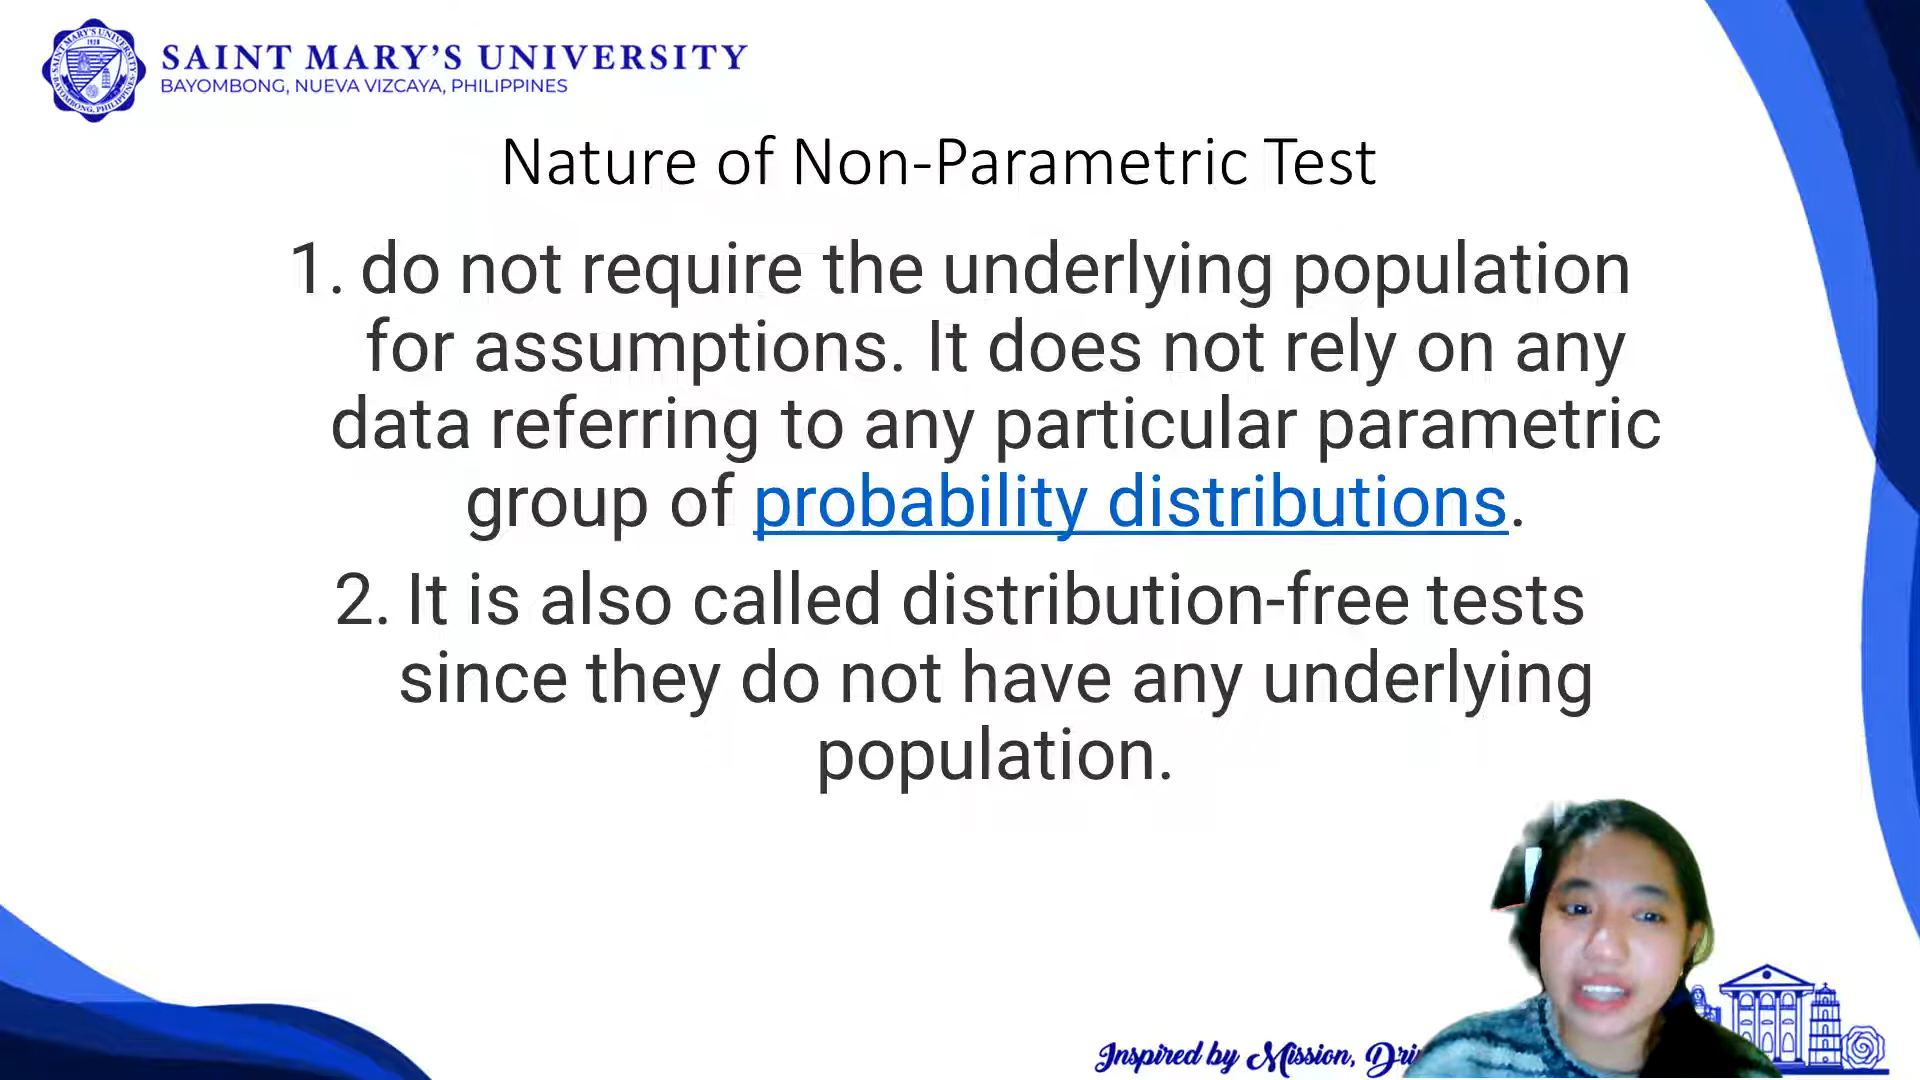 SAINT MARY'S UNIVERSITY
BAYOMBONG, NUEVA VIZCAYA, PHILIPPINES
Nature of Non-Parametric Test
1. do not require the underlying population
for assumptions. It does not rely on any
data referring to any particular parametric
group of probability distributions.
2. It is also called distribution-free tests
since they do not have any underlying
population.
Inspired by Mission,